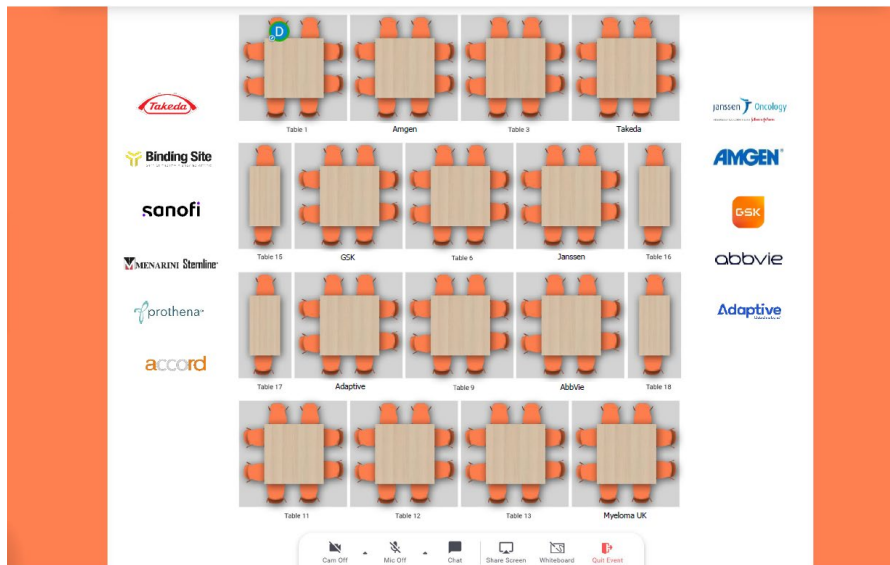 D
Table 1
Amgen
Table 3
Takeda
Takeda
janssen Oncology
Binding Site
AMGEN
Table 15
GSK
Table 6
Janssen
Table 16
sanofi
GSK
MENARINI Stemline
abbvie
prothena
Adaptive
accord
Table 17
Adaptive
Table 9
AbbVie
Table 18
Table 11
Table 12
Table 13
Myeloma UK
Cam Off
Mic Off
Chat
Share Screen
Whiteboard
Quit Event